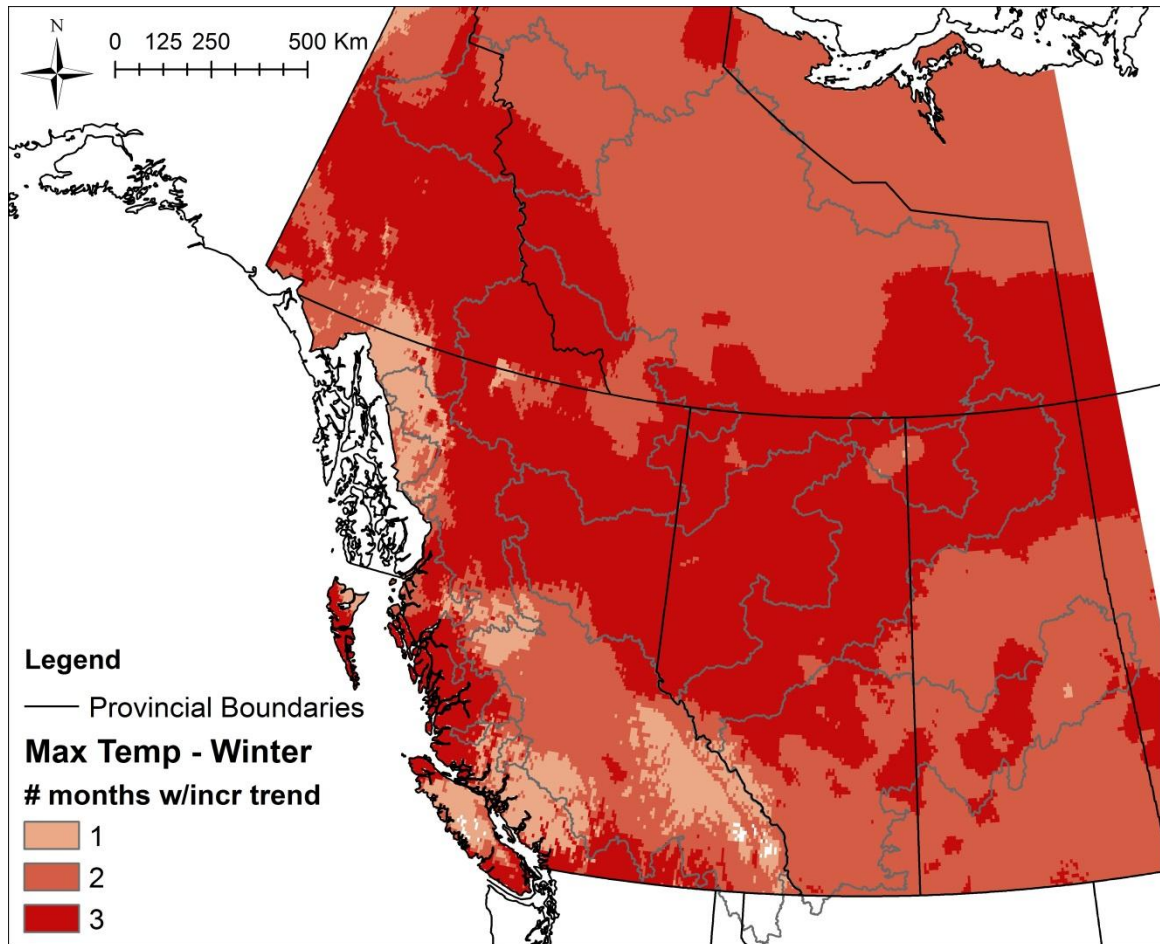 N
0 125 250 500 Km
Legend
Provincial Boundaries
Max Temp - Winter
# months w/incr trend
1
2
3